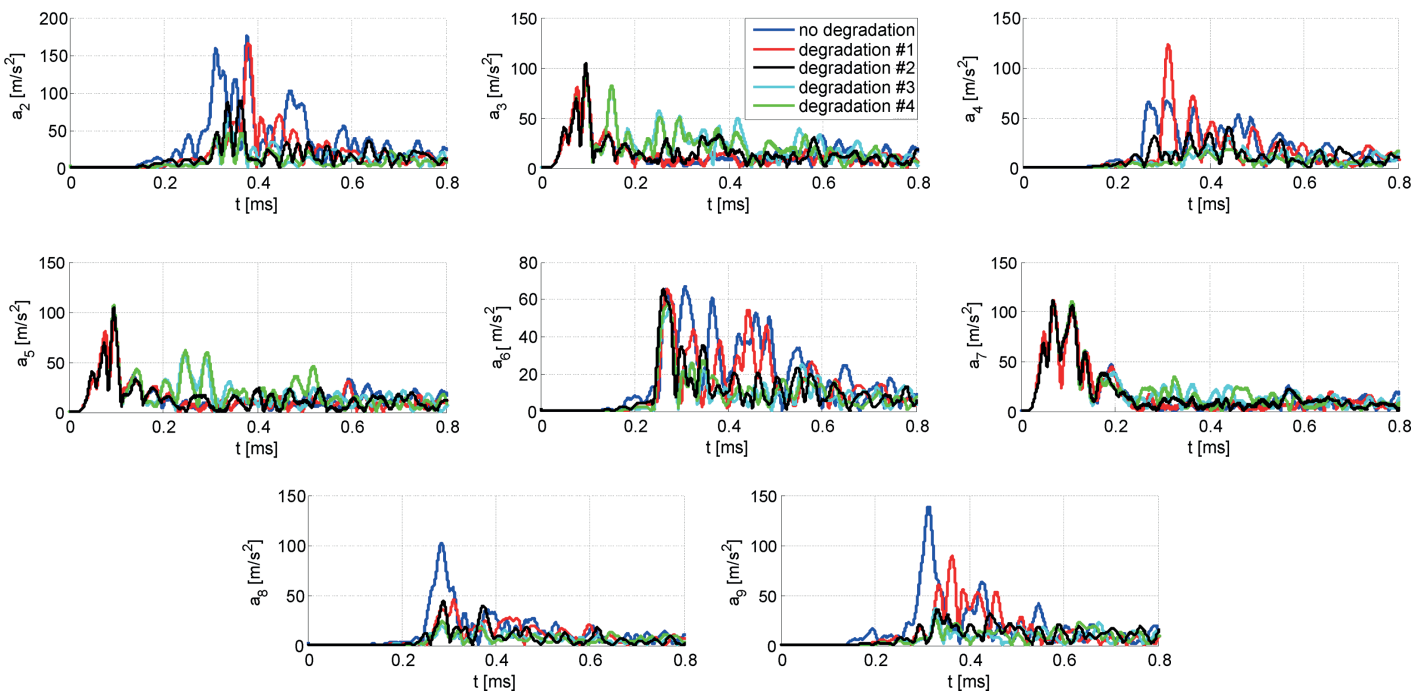 a2 [m/s2]
200
150
100
50
0
0 0.2 0.4 0.6 0.8
t [ms]
a3 [m/s2]
150
100
50
0
0 0.2 0.4 0.6 0.8
t [ms]
no degradation
degradation #1
degradation #2
degradation #3
degradation #4
a4 [m/s2]
150
100
50
0
0 0.2 0.4 0.6 0.8
t [ms]
a5 [m/s2]
150
100
50
0
0 0.2 0.4 0.6 0.8
t [ms]
a6[ m/s2]
80
60
40
20
0
0 0.2 0.4 0.6 0.8
t [ms]
a7 [m/s2]
150
100
50
0
0 0.2 0.4 0.6 0.8
t [ms]
a8 [m/s2]
150
100
50
0
0 0.2 0.4 0.6 0.8
t [ms]
a9 [m/s2]
150
100
50
0
0 0.2 0.4 0.6 0.8
t [ms]